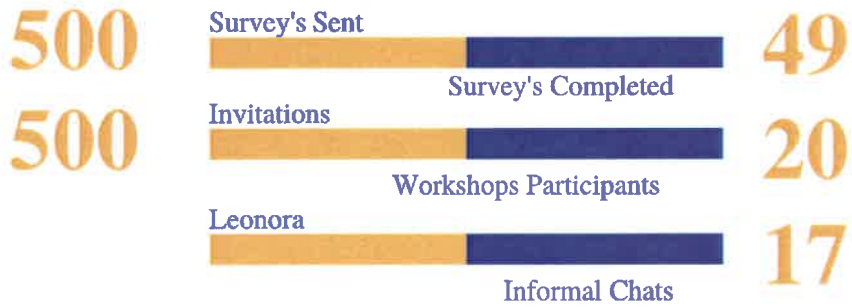 500 Survey's Sent 49
Survey's Completed
500 Invitations 20
Workshops Participants
Leonora 17
Informal Chats